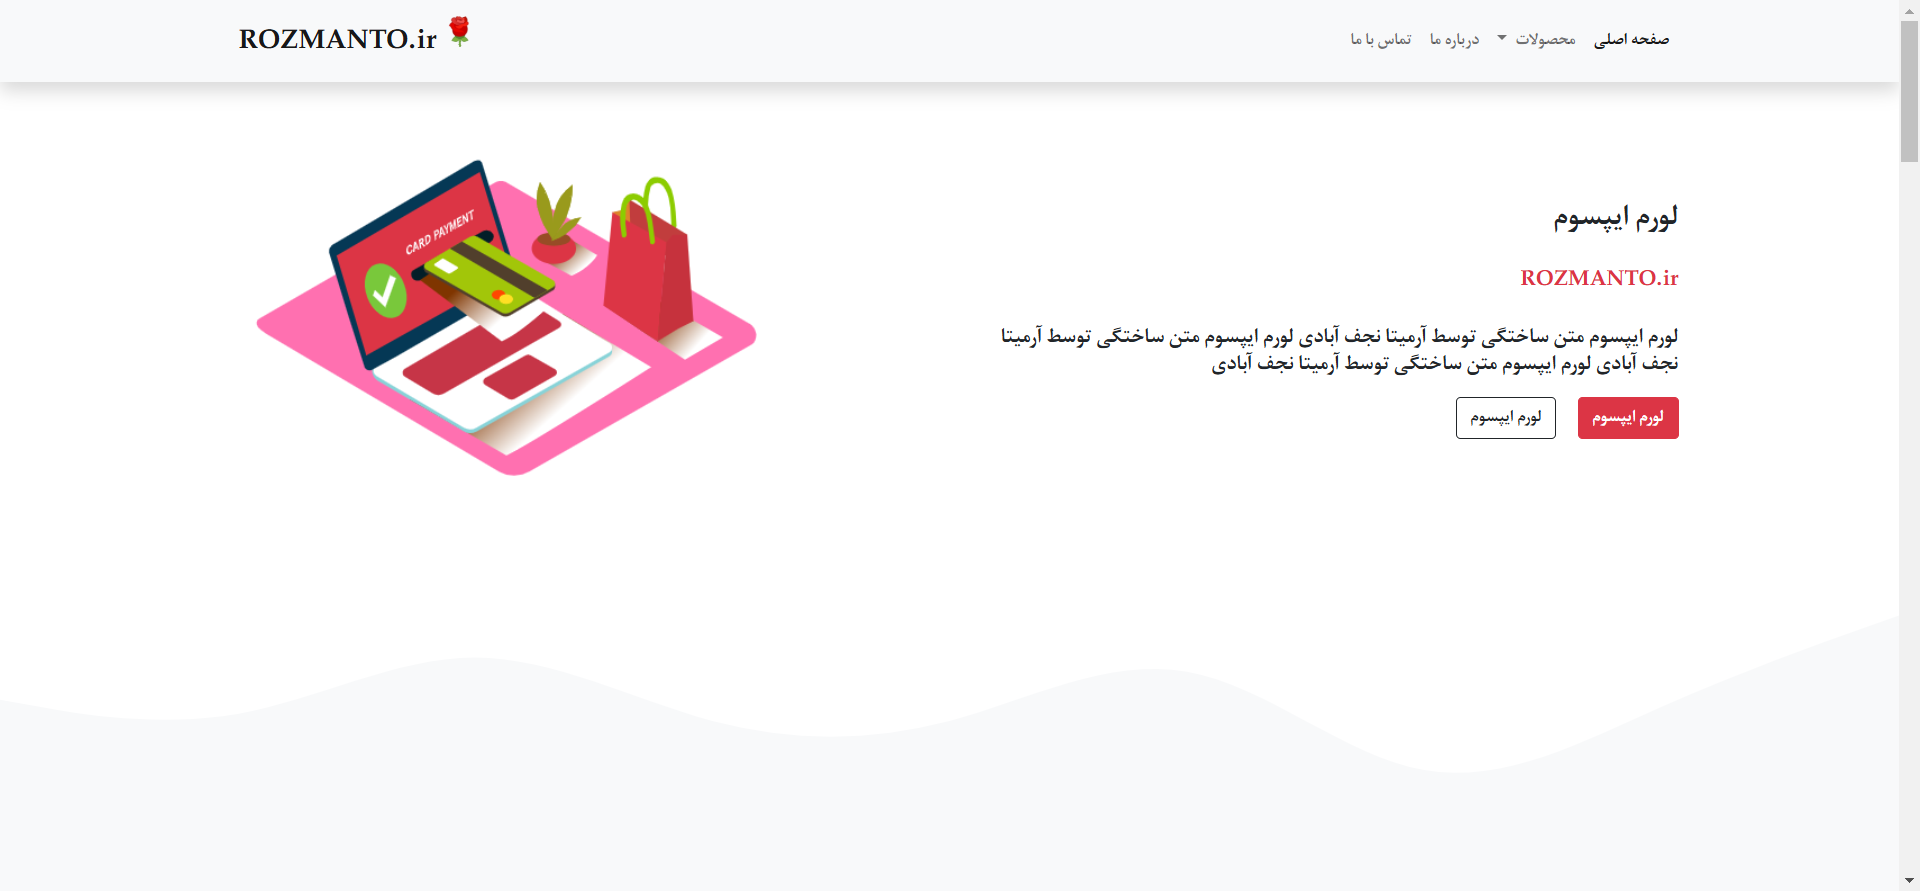 ROZMANTO.ir
صفحه اصلی محصولات درباره ما تماس با ما
CARD PAYMENT
لورم ایپسوم
ROZMANTO.ir
لورم ایپسوم متن ساختگی توسط آرمیتا نجف آبادی لورم ایپسوم متن ساختگی توسط آرمیتا
نجف آبادی لورم ایپسوم متن ساختگی توسط آرمیتا نجف آبادی
لورم ایپسوم
لورم ایپسوم